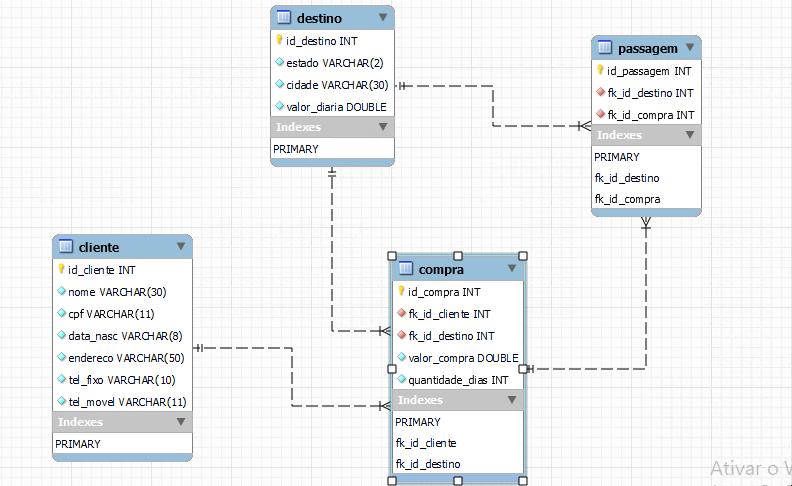 destino
id_destino INT
estado VARCHAR(2)
cidade VARCHAR(30)
valor_diaria DOUBLE
Indexes
PRIMARY
passagem
id_passagem INT
fk_id_destino INT
fk_id_compra INT
Indexes
PRIMARY
fk_id_destino
fk_id_compra
cliente
id_cliente INT
nome VARCHAR(30)
cpf VARCHAR(11)
data_nasc VARCHAR(8)
endereco VARCHAR(50)
tel_fixo VARCHAR(10)
tel_movel VARCHAR(11)
Indexes
PRIMARY
compra
id_compra INT
fk_id_cliente INT
fk_id_destino INT
valor_compra DOUBLE
quantidade_dias INT
Indexes
PRIMARY
fk_id_cliente
fk_id_destino
Ativar o